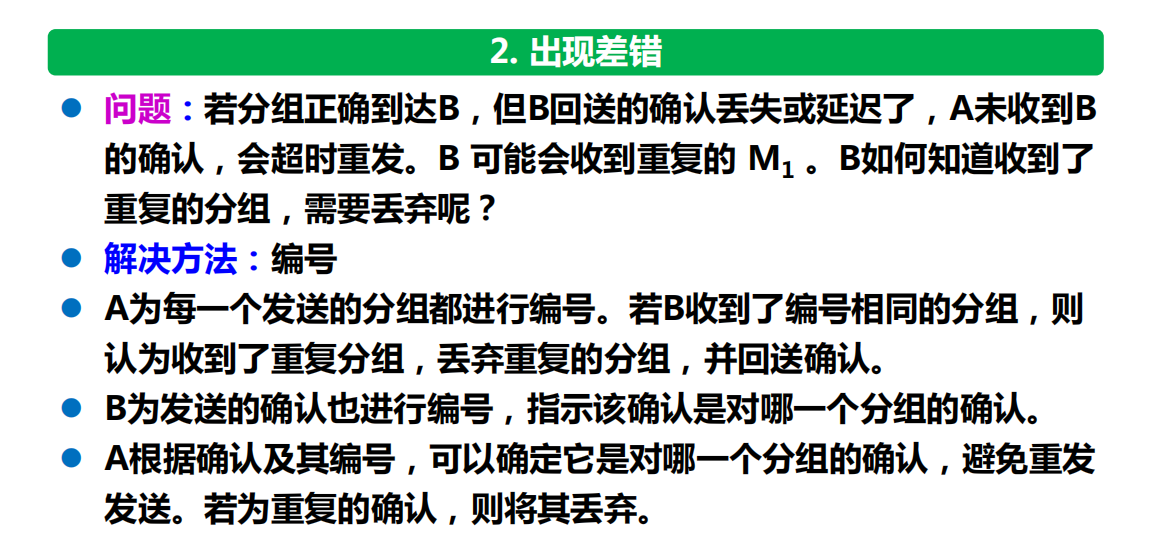 2. 出现差错
● 问题：若分组正确到达B，但B回送的确认丢失或延迟了，A未收到B
的确认，会超时重发。B 可能会收到重复的 M₁ 。B如何知道收到了
重复的分组，需要丢弃呢？
● 解决方法：编号
● A为每一个发送的分组都进行编号。若B收到了编号相同的分组，则
认为收到了重复分组，丢弃重复的分组，并回送确认。
● B为发送的确认也进行编号，指示该确认是对哪一个分组的确认。
● A根据确认及其编号，可以确定它是对哪一个分组的确认，避免重发
发送。若为重复的确认，则将其丢弃。